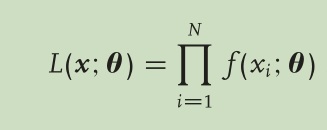 L(𝒙; 𝜽) = ∏_{i=1}^{N} f(x_i; 𝜽)